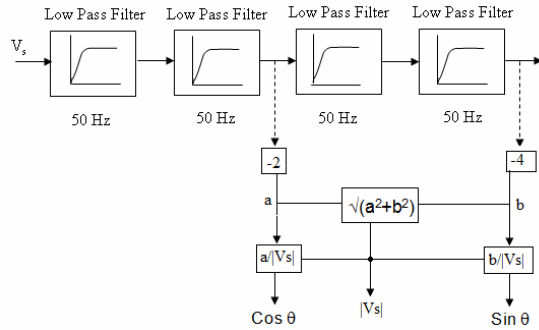 Low Pass Filter Low Pass Filter Low Pass Filter Low Pass Filter
Vs
50 Hz 50 Hz 50 Hz 50 Hz
-2 -4
a √(a²+b²) b
a/|Vs| b/|Vs|
Cos θ |Vs| Sin θ